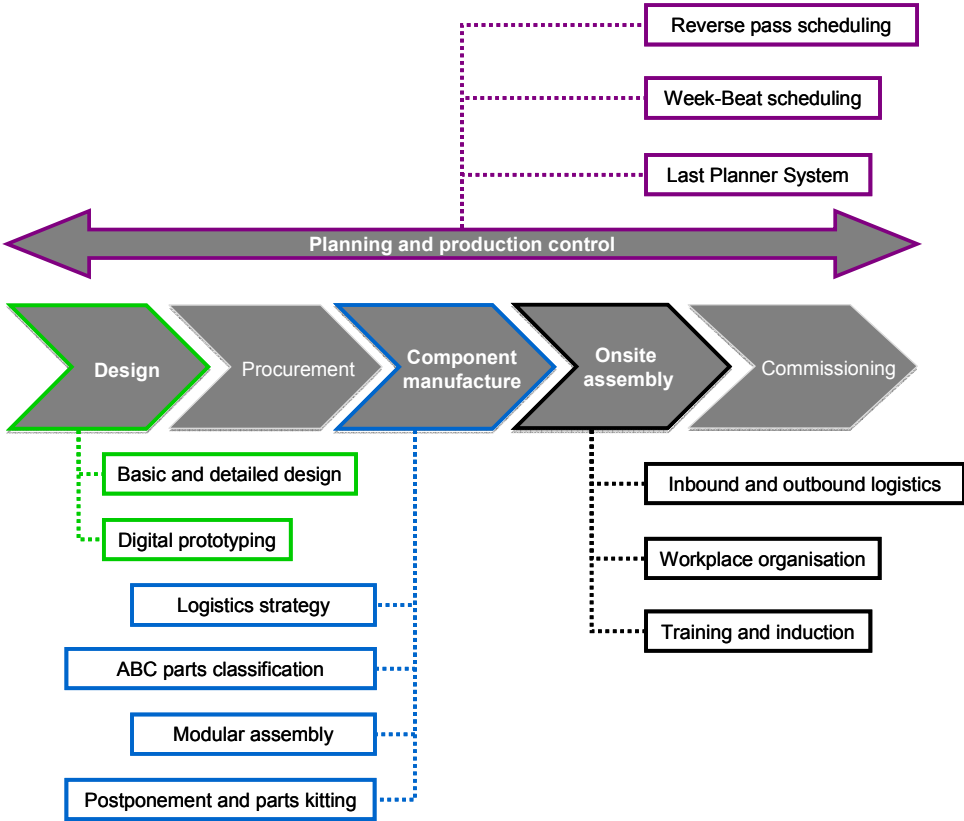 Reverse pass scheduling
Week-Beat scheduling
Last Planner System
Planning and production control
Design
Procurement
Component
manufacture
Onsite
assembly
Commissioning
Basic and detailed design
Digital prototyping
Logistics strategy
ABC parts classification
Modular assembly
Postponement and parts kitting
Inbound and outbound logistics
Workplace organisation
Training and induction